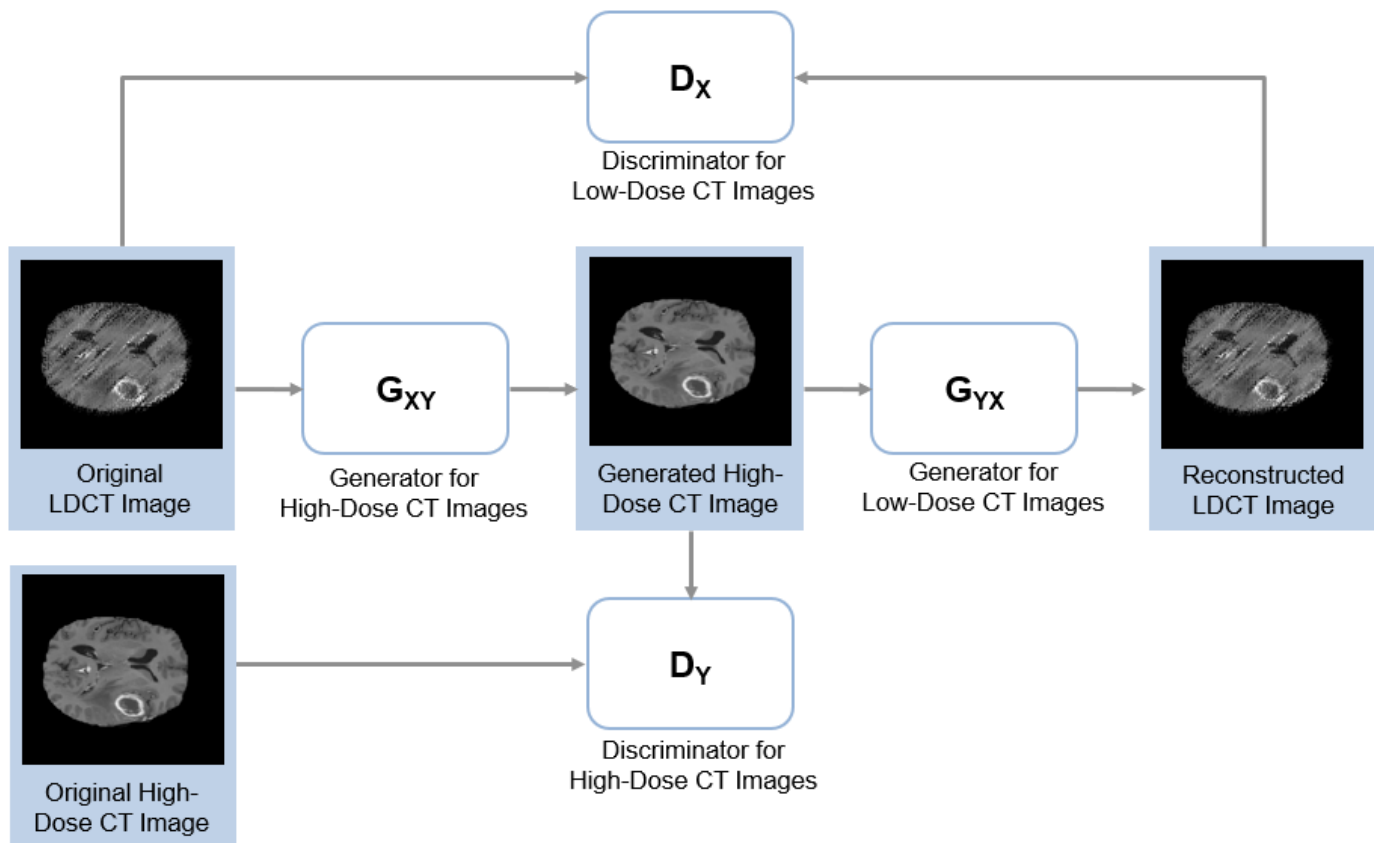 DX
Discriminator for
Low-Dose CT Images
Original
LDCT Image
GXY
Generator for
High-Dose CT Images
Generated High-
Dose CT Image
GYX
Generator for
Low-Dose CT Images
Reconstructed
LDCT Image
Original High-
Dose CT Image
DY
Discriminator for
High-Dose CT Images